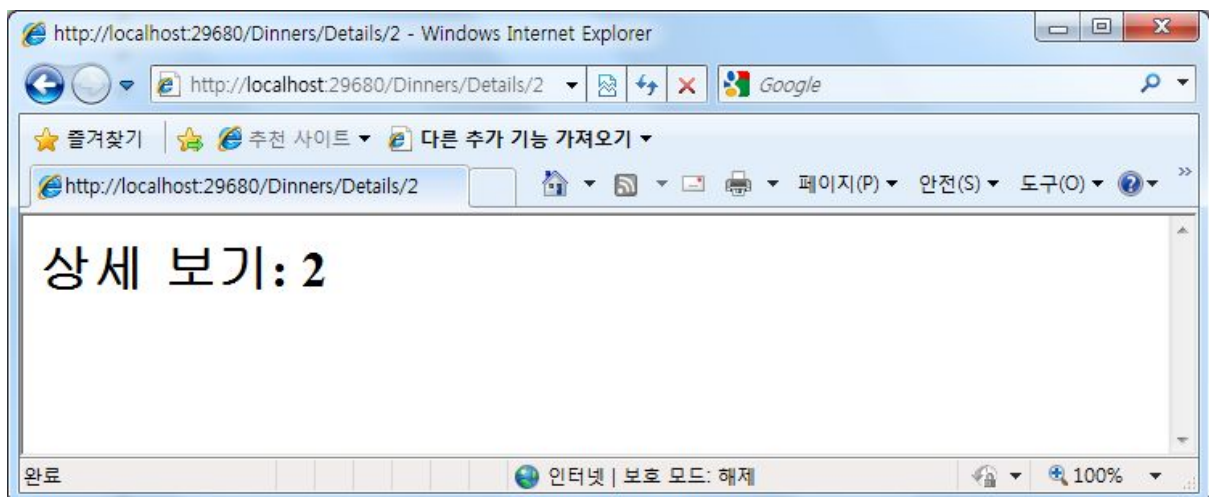 http://localhost:29680/Dinners/Details/2 - Windows Internet Explorer
http://localhost:29680/Dinners/Details/2 Google
즐겨찾기 추천 사이트 다른 추가 기능 가져오기
http://localhost:29680/Dinners/Details/2 페이지(P) 안전(S) 도구(O)
상세 보기: 2
완료 인터넷 | 보호 모드: 해제 100%